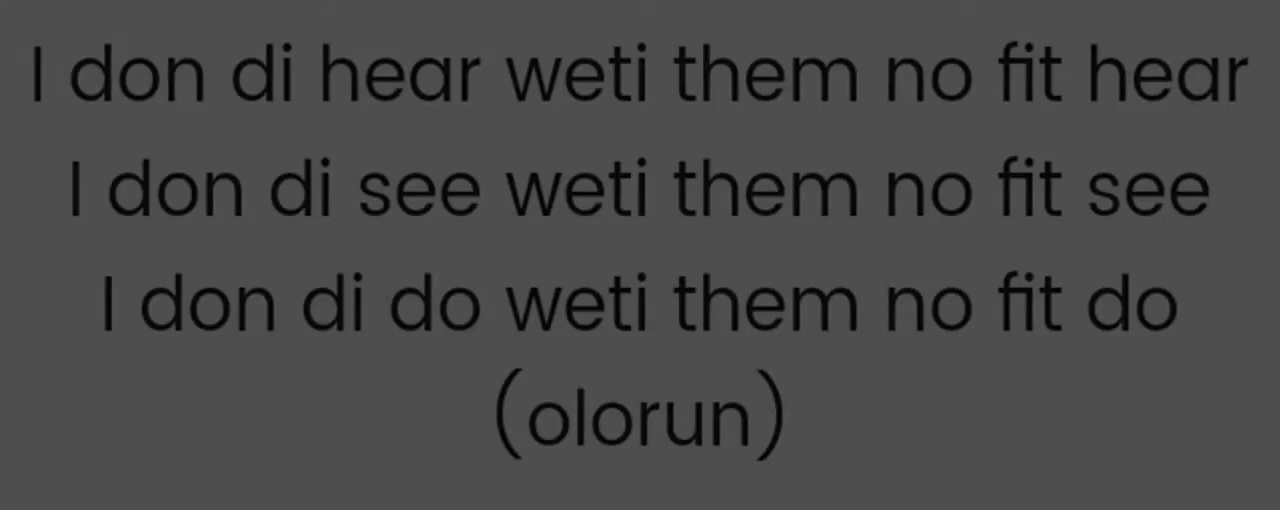 I don di hear weti them no fit hear
I don di see weti them no fit see
I don di do weti them no fit do
(olorun)